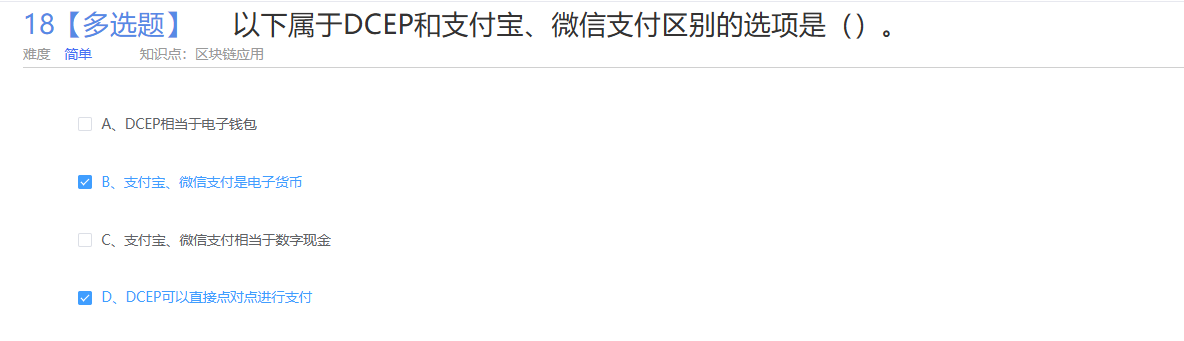 18【多选题】 以下属于DCEP和支付宝、微信支付区别的选项是（）。
难度 简单 知识点：区块链应用
A、DCEP相当于电子钱包
B、支付宝、微信支付是电子货币
C、支付宝、微信支付相当于数字现金
D、DCEP可以直接点对点进行支付